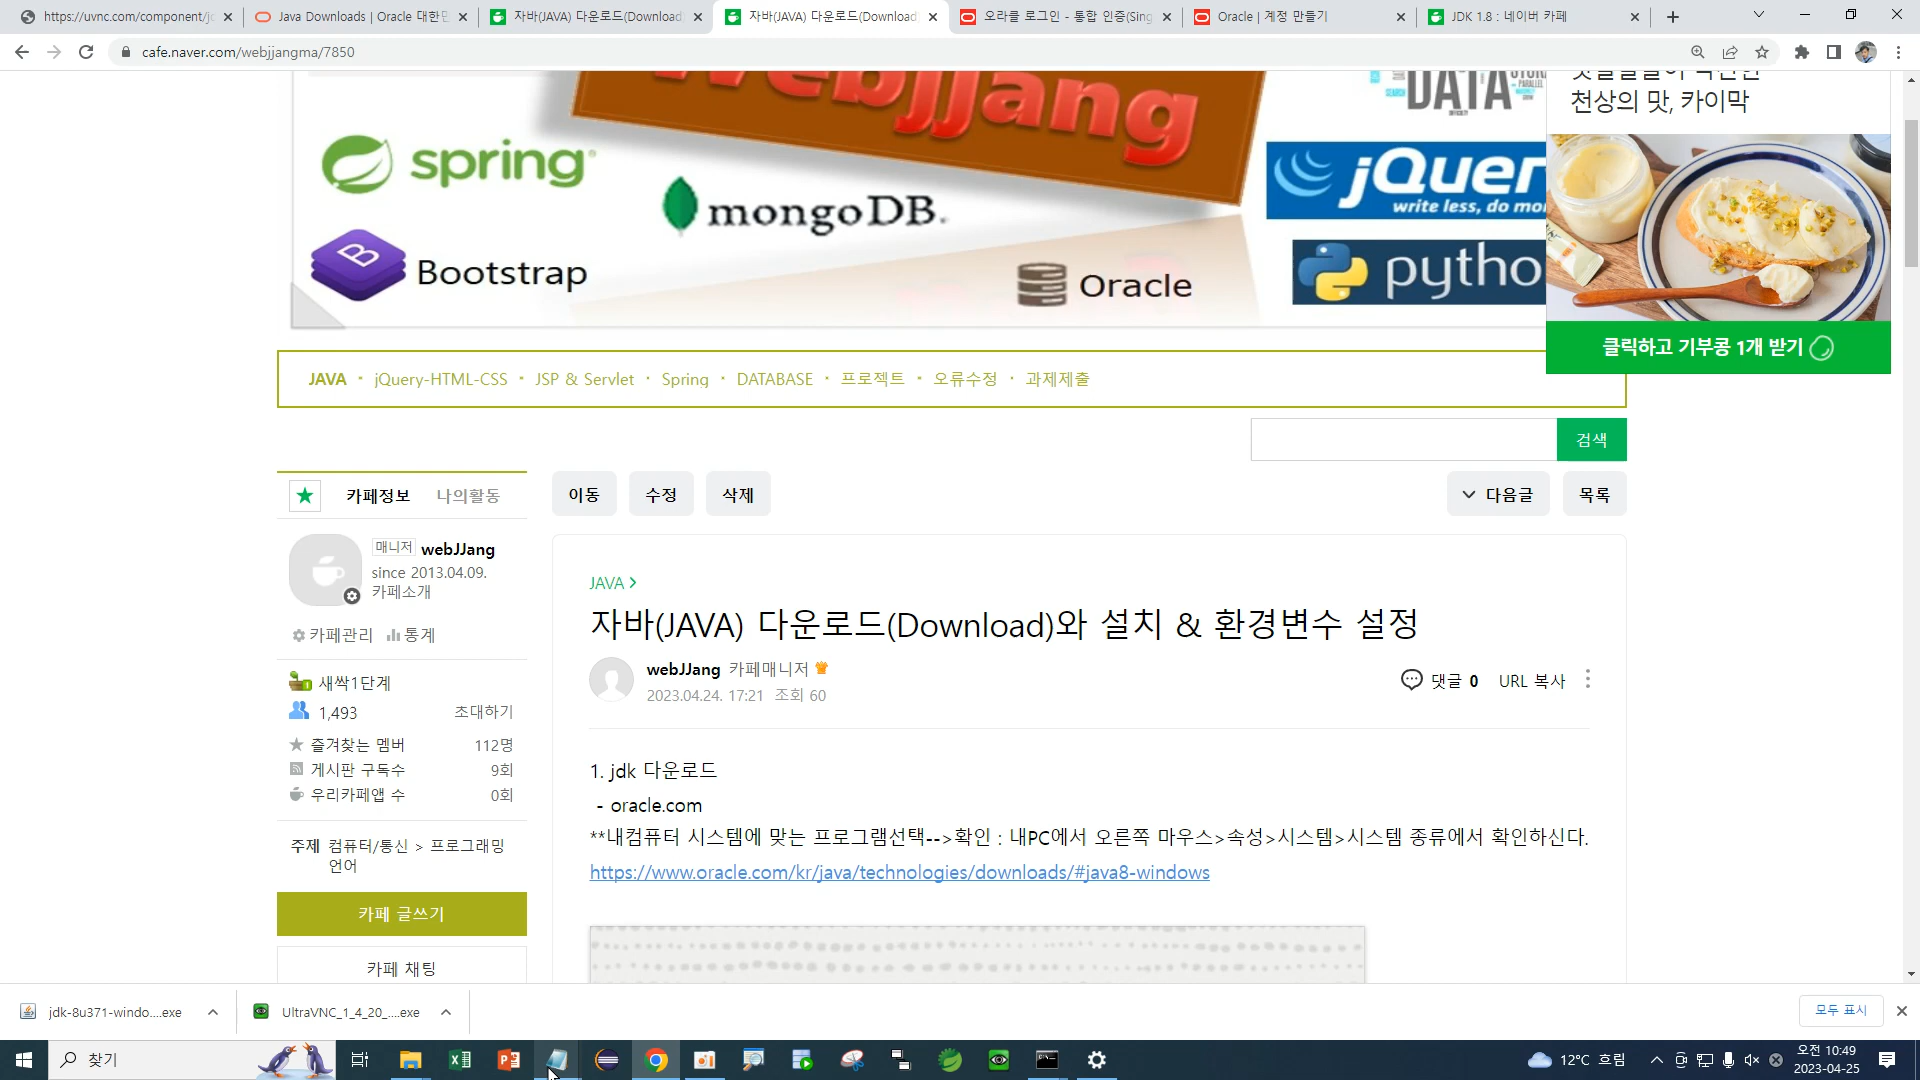 https://uvnc.com/component/jc
Java Downloads | Oracle 대한민
자바(JAVA) 다운로드(Download)
자바(JAVA) 다운로드(Download)
오라클 로그인 - 통합 인증(Sing
Oracle | 계정 만들기
JDK 1.8 : 네이버 카페
cafe.naver.com/webjjangma/7850
WebJJang
DATA
천상의 맛, 카이막
spring
mongoDB.
jQuer
write less, do mo
Bootstrap
Oracle
pytho
클릭하고 기부콩 1개 받기
JAVA · jQuery-HTML-CSS · JSP & Servlet · Spring · DATABASE · 프로젝트 · 오류수정 · 과제제출
검색
카페정보 나의활동
이동 수정 삭제
다음글 목록
매니저 webJJang
since 2013.04.09.
카페소개
카페관리 통계
새싹1단계
1,493 초대하기
즐겨찾는 멤버 112명
게시판 구독수 9회
우리카페앱 수 0회
주제 컴퓨터/통신 > 프로그래밍
언어
카페 글쓰기
카페 채팅
JAVA >
자바(JAVA) 다운로드(Download)와 설치 & 환경변수 설정
webJJang 카페매니저
2023.04.24. 17:21 조회 60
댓글 0 URL 복사
1. jdk 다운로드
- oracle.com
**내컴퓨터 시스템에 맞는 프로그램선택-->확인 : 내PC에서 오른쪽 마우스>속성>시스템>시스템 종류에서 확인하신다.
https://www.oracle.com/kr/java/technologies/downloads/#java8-windows
jdk-8u371-windo....exe
UltraVNC_1_4_20_....exe
모두 표시
찾기
12°C 흐림
오전 10:49
2023-04-25